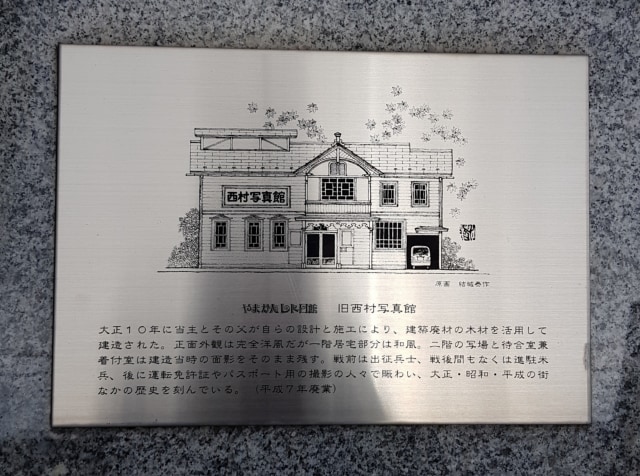 西村写真館
原画 結城泰作
旧西村写真館
大正10年に当主とその父が自らの設計と施工により、建築廃材の木材を活用して
建造された。正面外観は完全洋風だが一階居宅部分は和風。二階の写場と待合室兼
着付室は建造当時の面影をそのまま残す。戦前は出征兵士、戦後間もなくは進駐米
兵、後に運転免許証やパスポート用の撮影の人々で賑わい、大正・昭和・平成の街
なかの歴史を刻んでいる。(平成7年廃業)